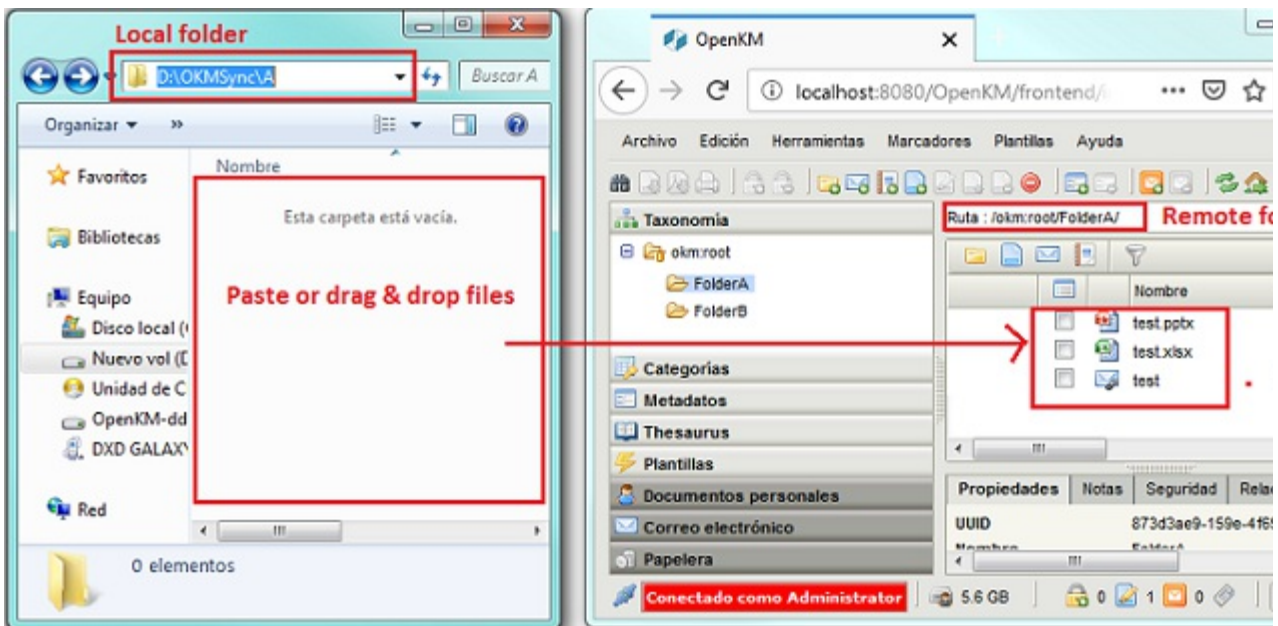 Local folder
D:\OKMSync\A
Buscar A
Organizar
»
Favoritos
Bibliotecas
Equipo
Disco local (
Nuevo vol (D
Unidad de C
OpenKM-dd
DXD GALAXY
Red
Nombre
Esta carpeta está vacía.
Paste or drag & drop files
0 elementos
OpenKM
localhost:8080/OpenKM/frontend/
Archivo Edición Herramientas Marcadores Plantillas Ayuda
Taxonomía
okm:root
FolderA
FolderB
Categorías
Metadatos
Thesaurus
Plantillas
Documentos personales
Correo electrónico
Papelera
Ruta : /okm:root/FolderA/
Remote fo
Nombre
test.pptx
test.xlsx
test
Propiedades Notas Seguridad Rela
UUID 873d3ae9-159e-4f69
Nombre FolderA
Conectado como Administrator
5.6 GB
0 1 0